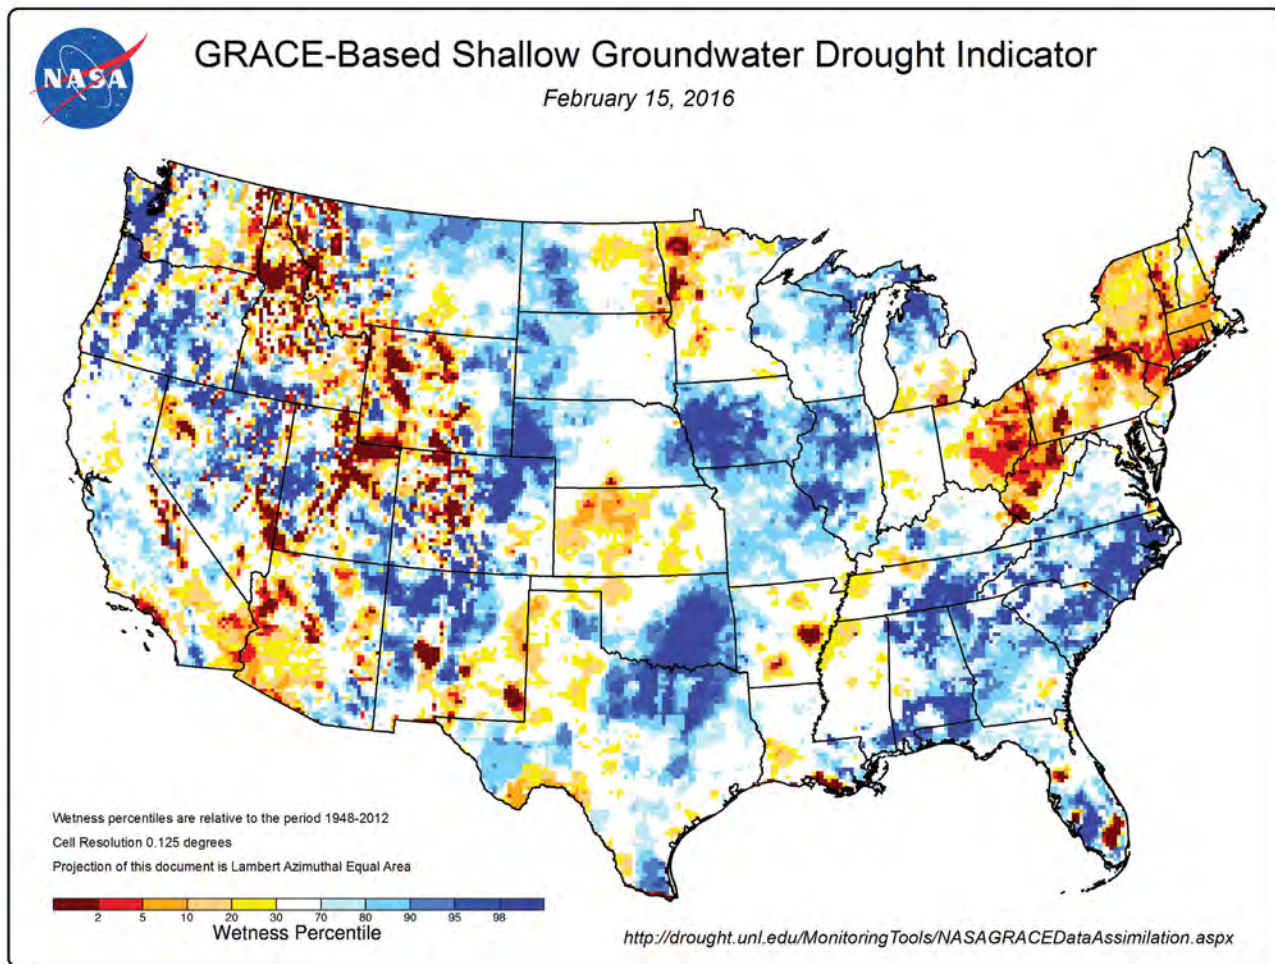 NASA
GRACE-Based Shallow Groundwater Drought Indicator
February 15, 2016
Wetness percentiles are relative to the period 1948-2012
Cell Resolution 0.125 degrees
Projection of this document is Lambert Azimuthal Equal Area
2 5 10 20 30 70 80 90 95 98
Wetness Percentile
http://drought.unl.edu/MonitoringTools/NASAGRACEDataAssimilation.aspx